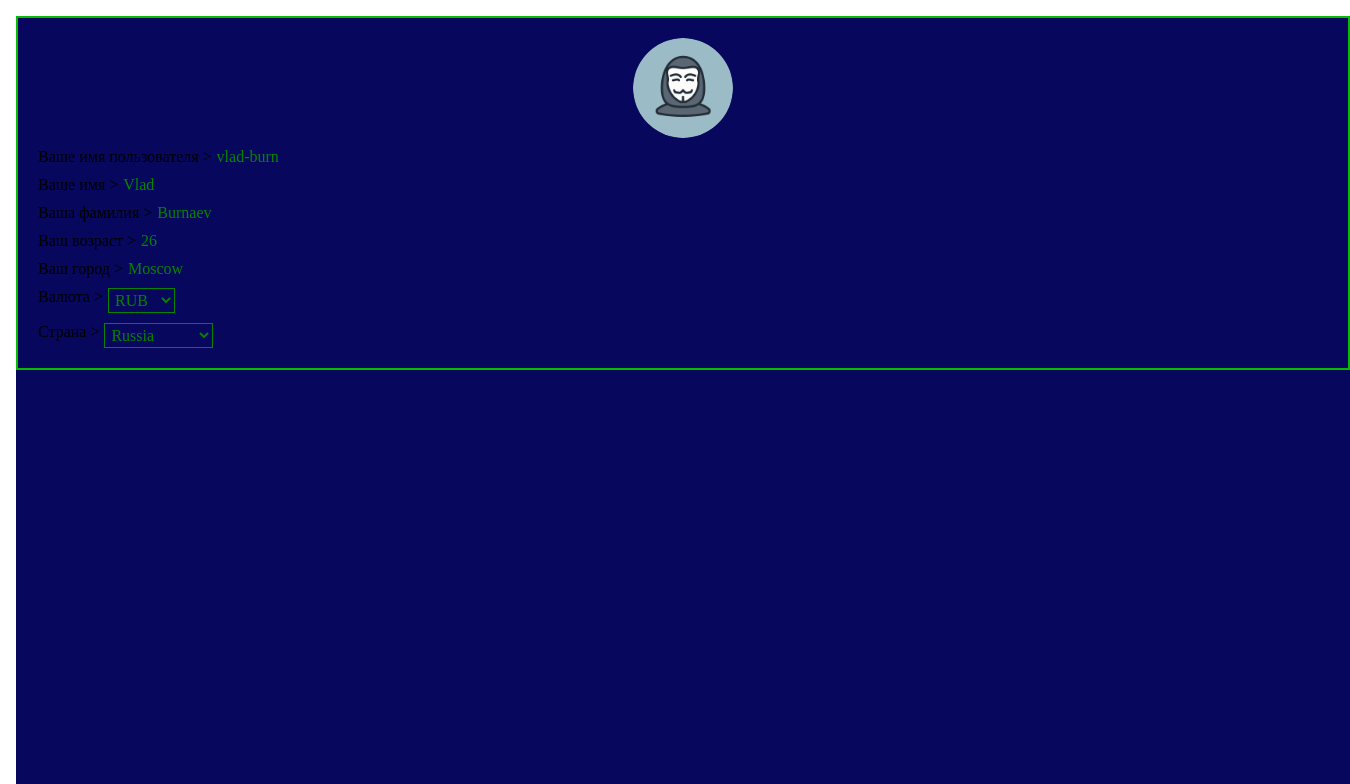 Ваше имя пользователя > vlad-burn
Ваше имя > Vlad
Ваша фамилия > Burnaev
Ваш возраст > 26
Ваш город > Moscow
Валюта > RUB
Страна > Russia